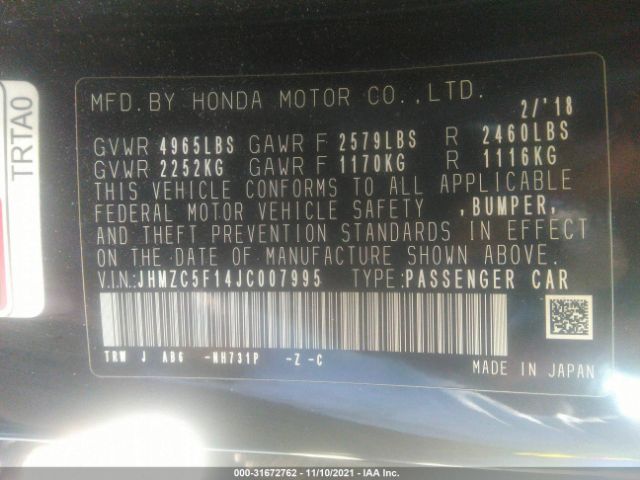 TRTA0
MFD. BY HONDA MOTOR CO., LTD. 2/'18
GVWR 4965LBS GAWR F 2579LBS R 2460LBS
GVWR 2252KG GAWR F 1170KG R 1116KG
THIS VEHICLE CONFORMS TO ALL APPLICABLE
FEDERAL MOTOR VEHICLE SAFETY ,BUMPER,
AND THEFT PREVENTION STANDARDS IN EFFECT
ON THE DATE OF MANUFACTURE SHOWN ABOVE.
V.IN.:JHMZC5F14JC007995 TYPE:PASSENGER CAR
TRW J ABG -NH731P -Z -C
MADE IN JAPAN
000-31672762 - 11/10/2021 - IAA Inc.